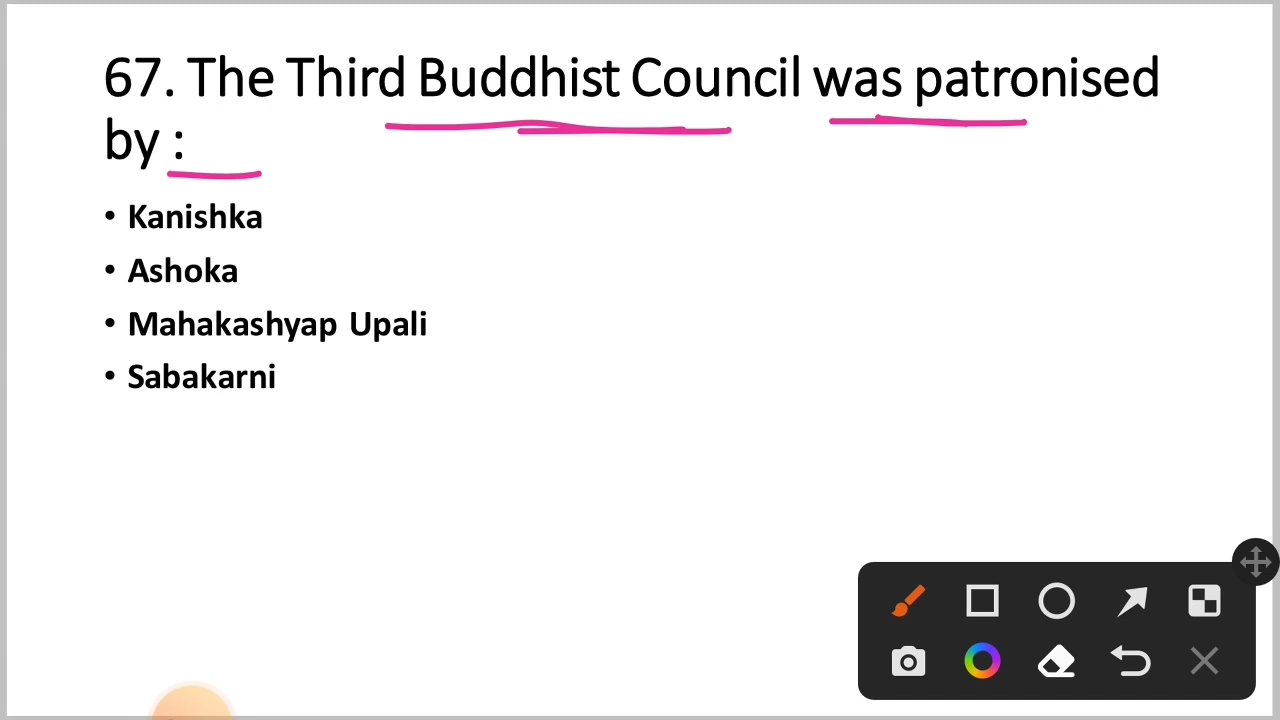 67. The Third Buddhist Council was patronised
by :
• Kanishka
• Ashoka
• Mahakashyap Upali
• Sabakarni